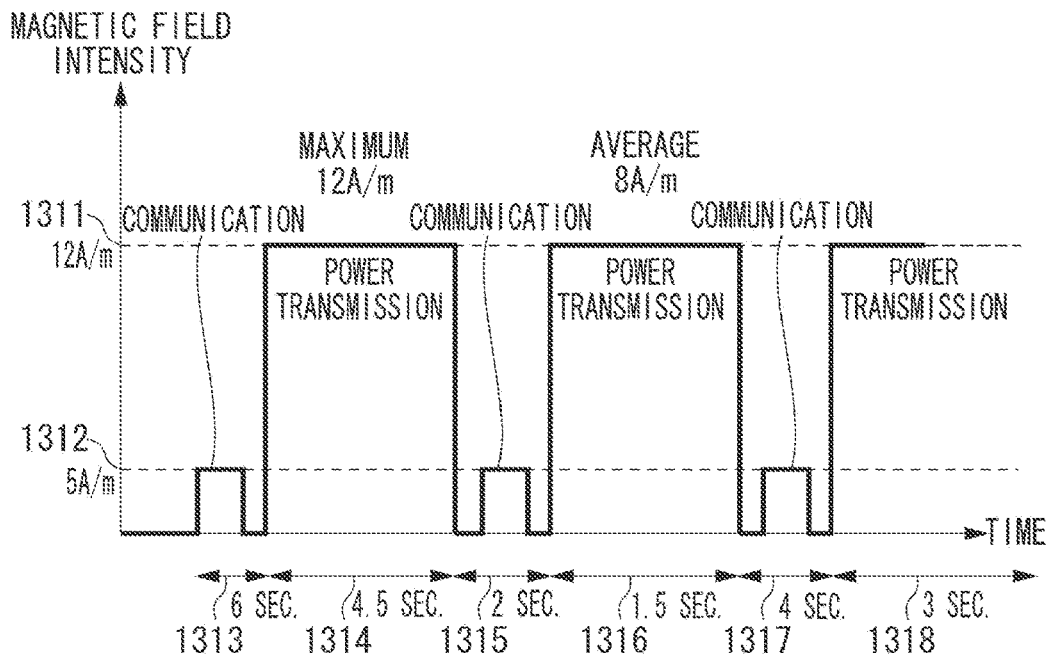 MAGNETIC FIELD
INTENSITY
MAXIMUM
12A/m
AVERAGE
8A/m
1311
COMMUNICATION
COMMUNICATION
COMMUNICATION
12A/m
POWER
TRANSMISSION
POWER
TRANSMISSION
POWER
TRANSMISSION
1312
5A/m
TIME
6 SEC.
4.5 SEC.
2 SEC.
1.5 SEC.
4 SEC.
3 SEC.
1313
1314
1315
1316
1317
1318